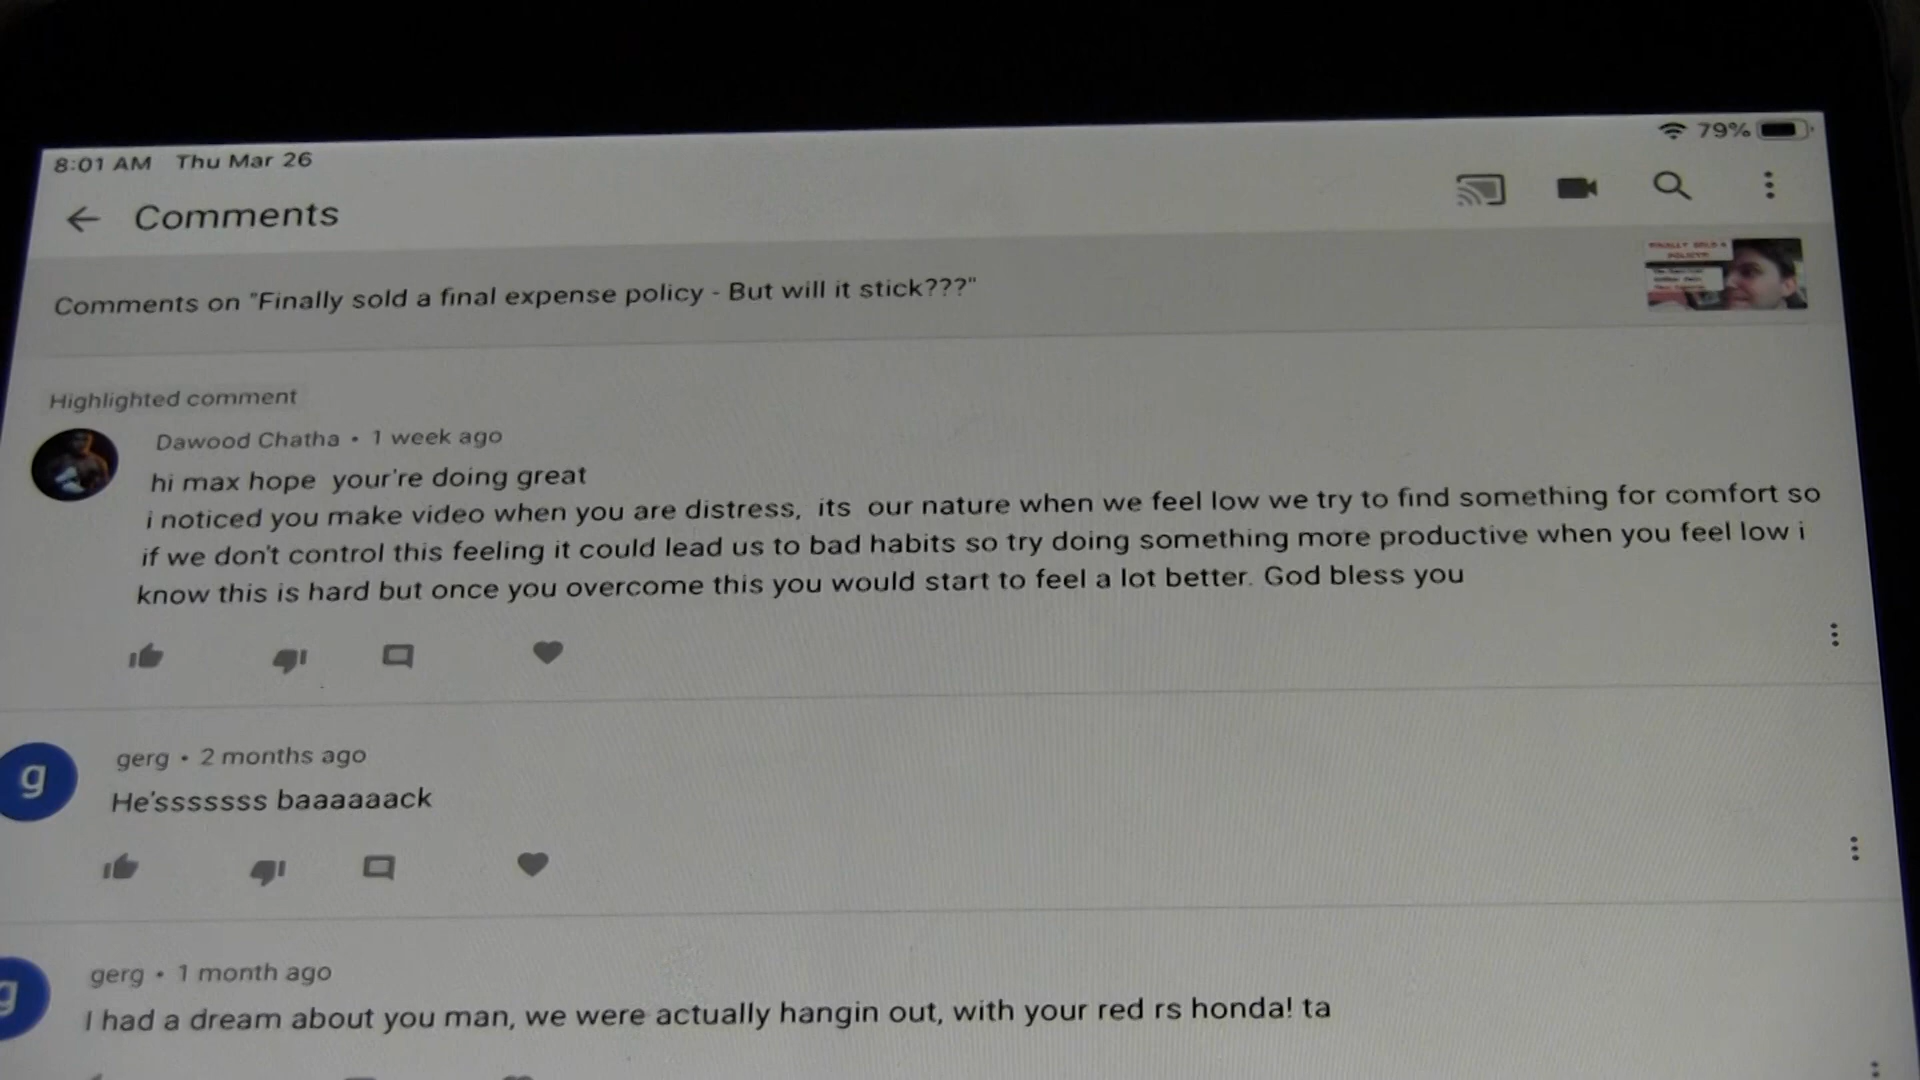 79%
8:01 AM Thu Mar 26
Comments
Comments on "Finally sold a final expense policy - But will it stick???"
FINALLY SOLD A
POLICY!!
Highlighted comment
Dawood Chatha • 1 week ago
hi max hope your're doing great
i noticed you make video when you are distress, its our nature when we feel low we try to find something for comfort so
if we don't control this feeling it could lead us to bad habits so try doing something more productive when you feel low i
know this is hard but once you overcome this you would start to feel a lot better. God bless you
g
gerg • 2 months ago
He'sssssss baaaaaack
g
gerg • 1 month ago
I had a dream about you man, we were actually hangin out, with your red rs honda! ta